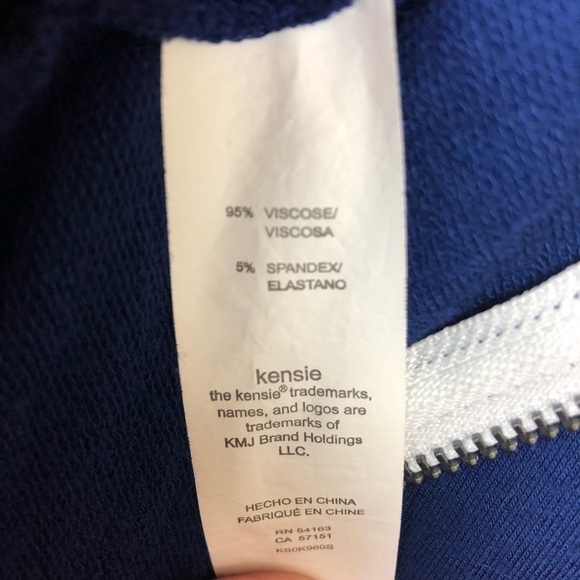 95% VISCOSE/
VISCOSA
5% SPANDEX/
ELASTANO
kensie
the kensie® trademarks,
names, and logos are
trademarks of
KMJ Brand Holdings
LLC.
HECHO EN CHINA
FABRIQUÉ EN CHINE
RN 54163
CA 57151